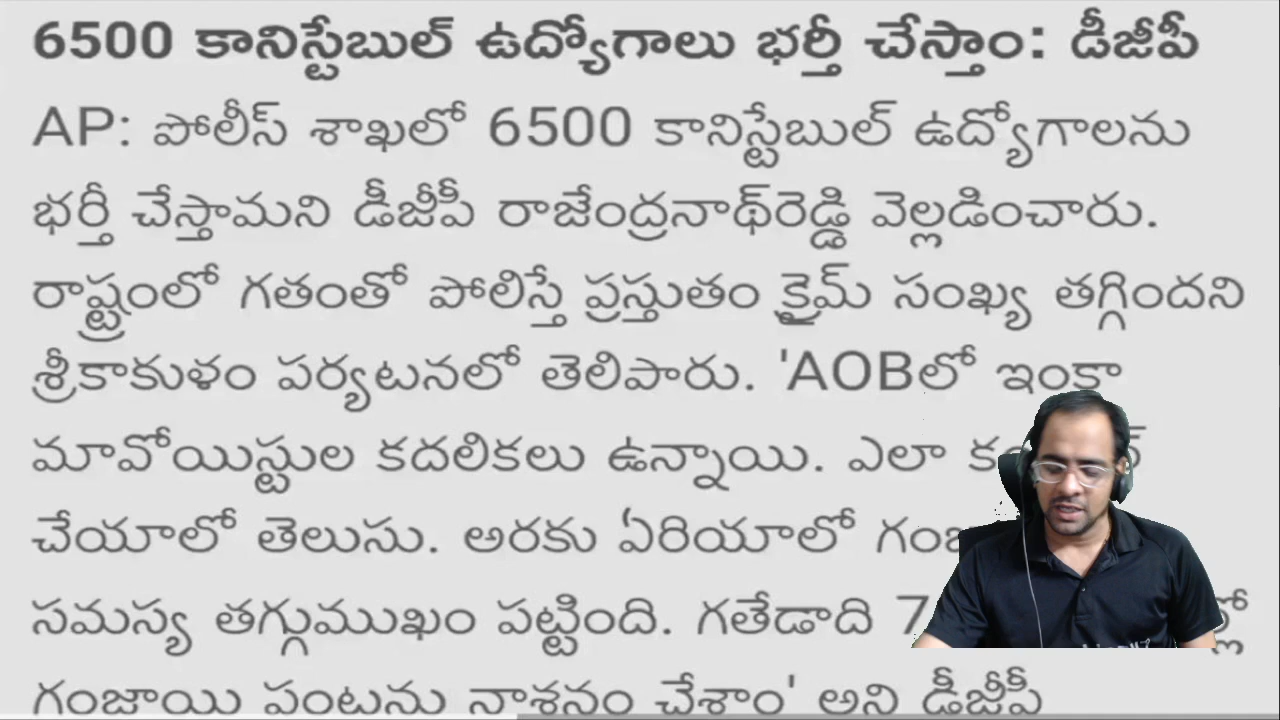 6500 కానిస్టేబుల్ ఉద్యోగాలు భర్తీ చేస్తాం: డీజీపీ
AP: పోలీస్ శాఖలో 6500 కానిస్టేబుల్ ఉద్యోగాలను
భర్తీ చేస్తామని డీజీపీ రాజేంద్రనాథ్‌రెడ్డి వెల్లడించారు.
రాష్ట్రంలో గతంతో పోలిస్తే ప్రస్తుతం క్రైమ్ సంఖ్య తగ్గిందని
శ్రీకాకుళం పర్యటనలో తెలిపారు. 'AOBలో ఇంకా
మావోయిస్టుల కదలికలు ఉన్నాయి. ఎలా
చేయాలో తెలుసు. అరకు ఏరియాలో
సమస్య తగ్గుముఖం పట్టింది. గతేడాది
గంజాయి పంటను నాశనం చేశాం' అని డీజీపీ